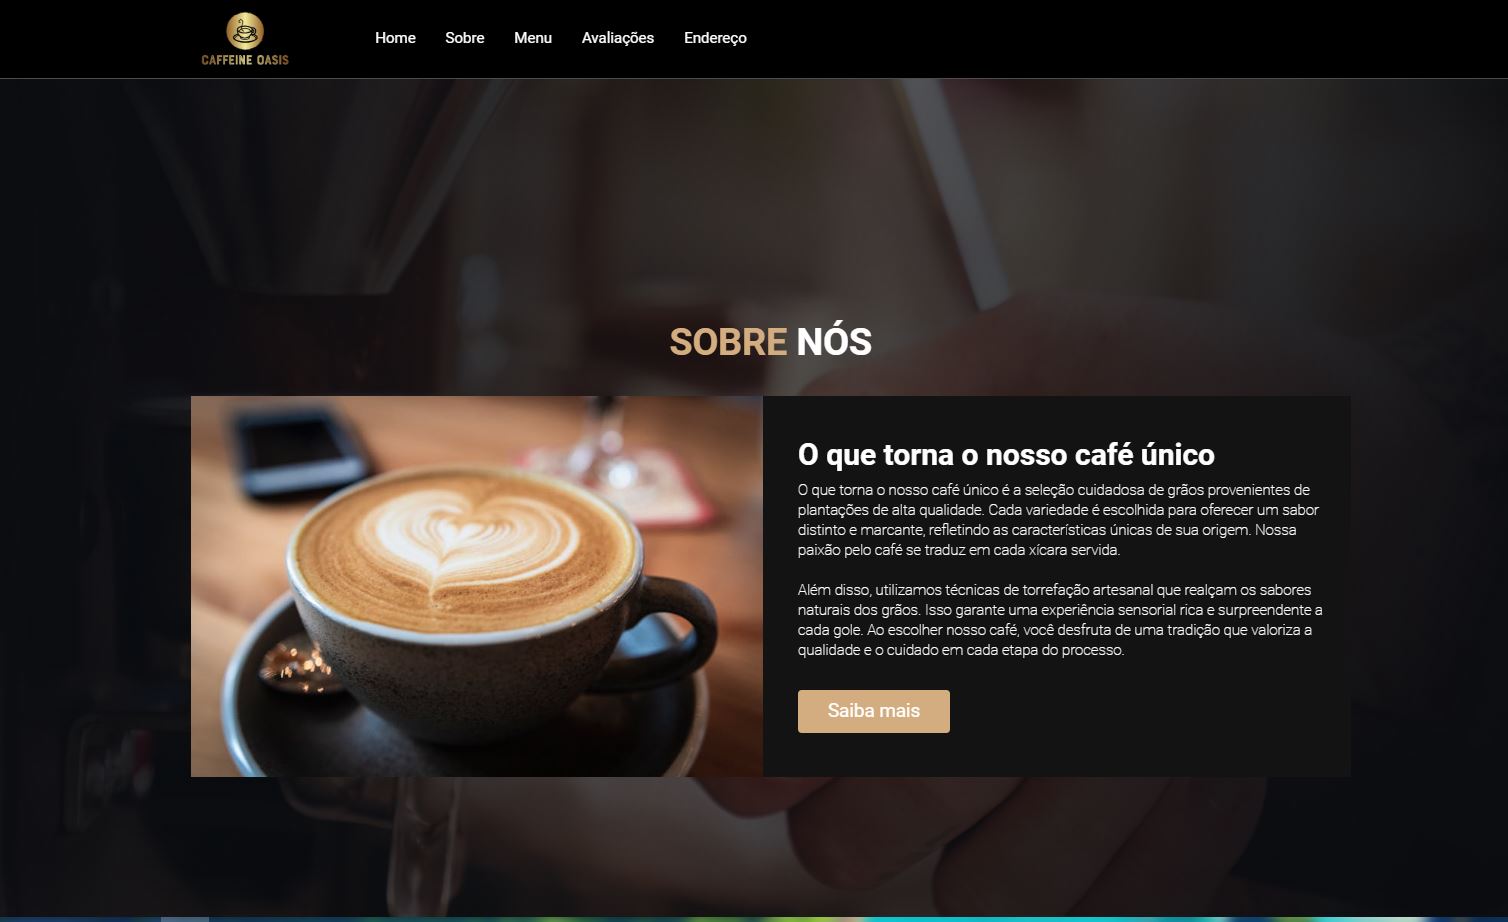 CAFFEINE OASIS
Home Sobre Menu Avaliações Endereço
SOBRE NÓS
O que torna o nosso café único
O que torna o nosso café único é a seleção cuidadosa de grãos provenientes de
plantações de alta qualidade. Cada variedade é escolhida para oferecer um sabor
distinto e marcante, refletindo as características únicas de sua origem. Nossa
paixão pelo café se traduz em cada xícara servida.
Além disso, utilizamos técnicas de torrefação artesanal que realçam os sabores
naturais dos grãos. Isso garante uma experiência sensorial rica e surpreendente a
cada gole. Ao escolher nosso café, você desfruta de uma tradição que valoriza a
qualidade e o cuidado em cada etapa do processo.
Saiba mais